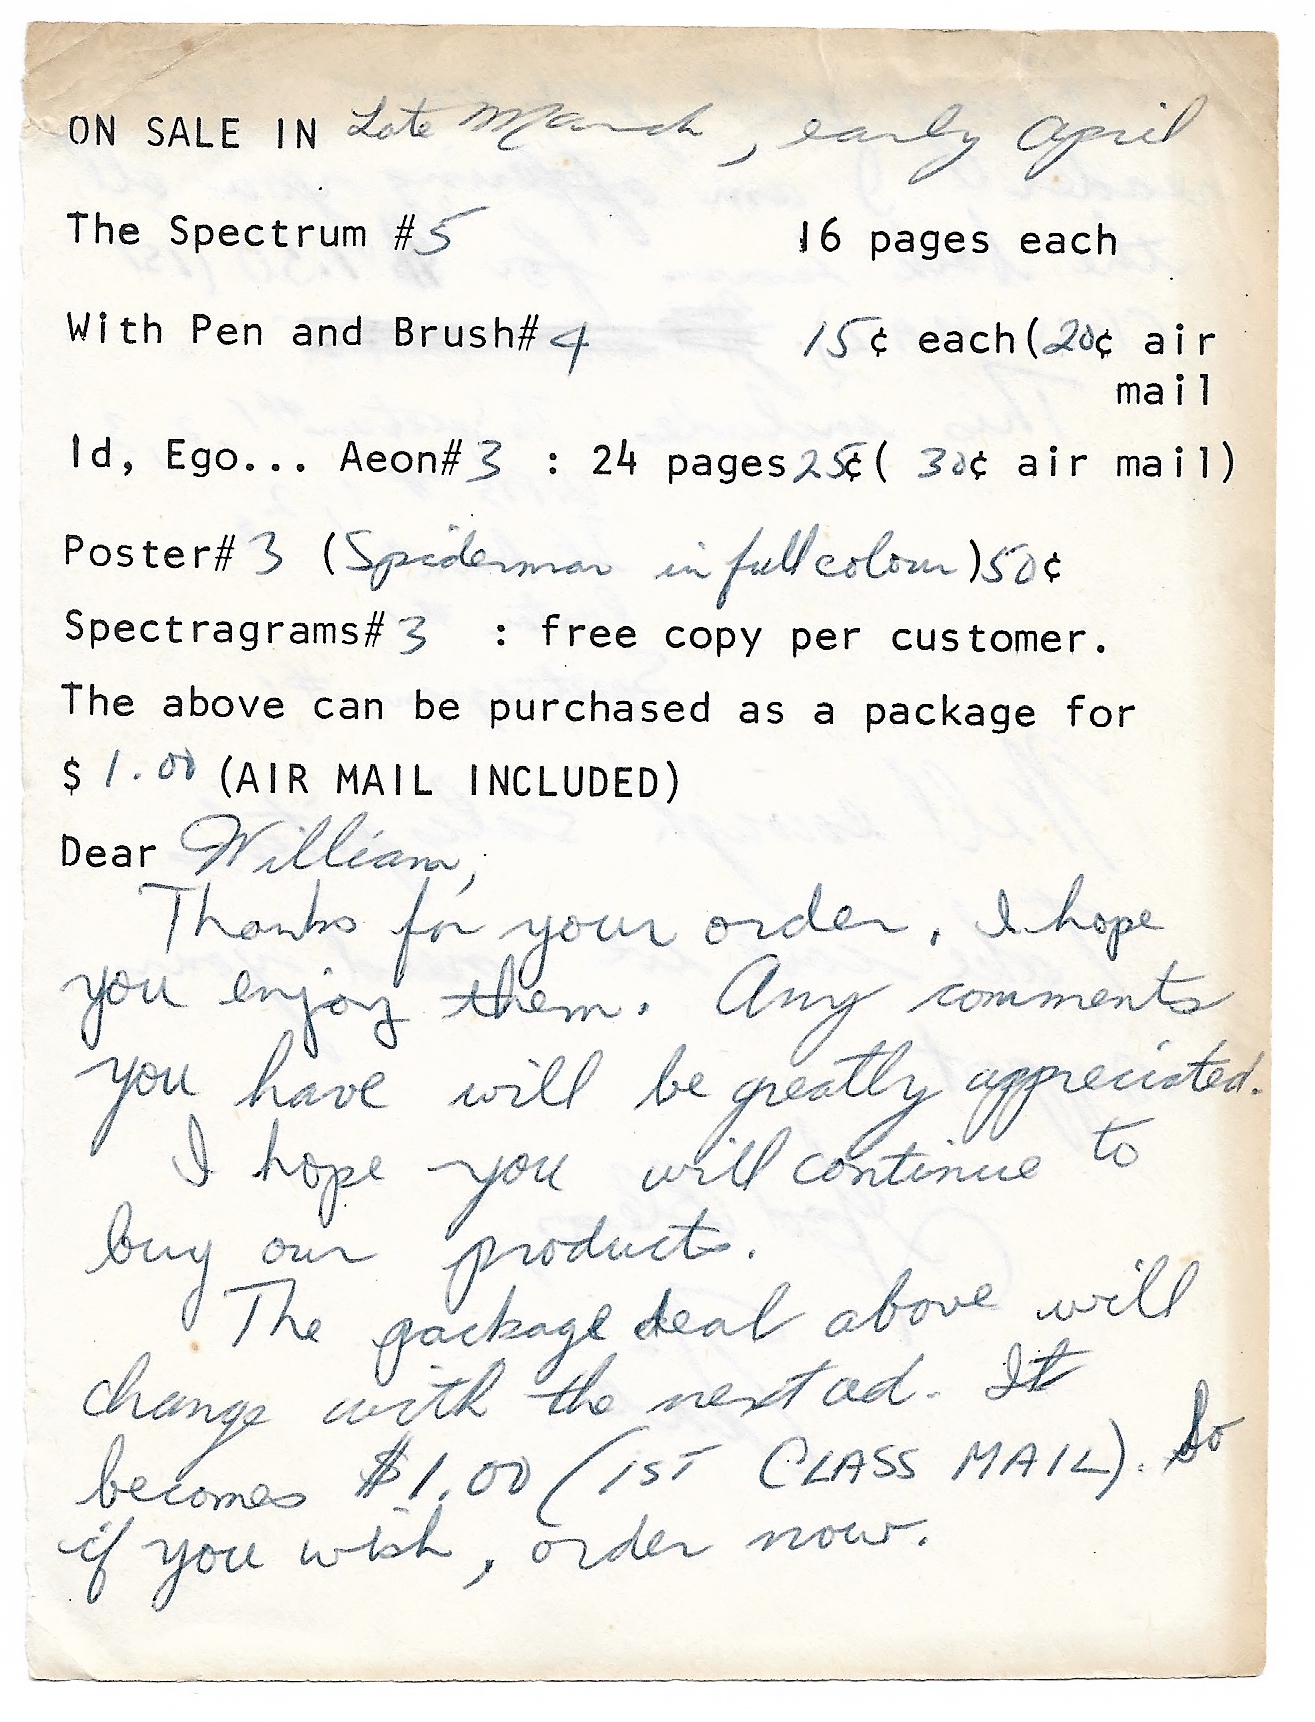 ON SALE IN Late March, early April
The Spectrum #5 16 pages each
With Pen and Brush#4 15¢ each(20¢ air
mail
Id, Ego... Aeon#3 : 24 pages 25¢( 30¢ air mail)
Poster#3 (Spiderman in full colour)50¢
Spectragrams#3 : free copy per customer.
The above can be purchased as a package for
$1.00 (AIR MAIL INCLUDED)
Dear William,
Thanks for your order. I hope
you enjoy them. Any comments
you have will be greatly appreciated.
I hope you will continue to
buy our products.
The package deal above will
change with the next ad. It
becomes $1.00 (1ST CLASS MAIL). So
if you wish, order now.